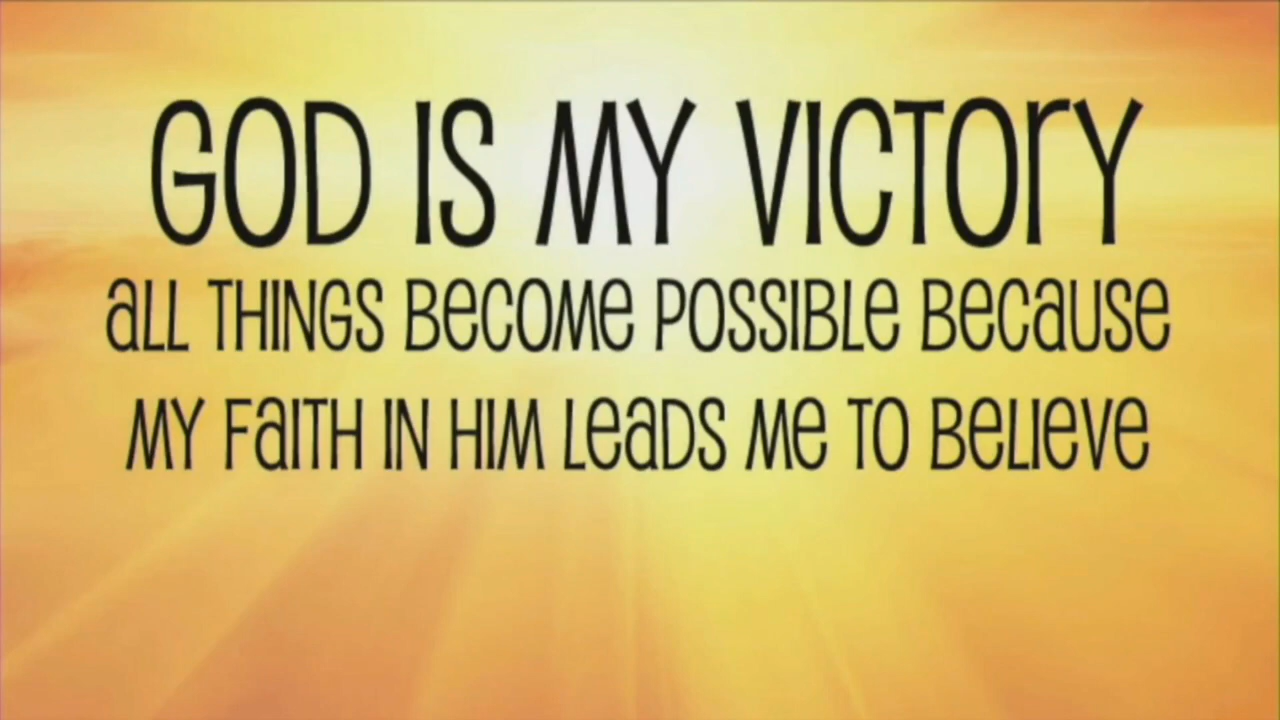 GOD IS MY VICTORY
aLL THINGS BeCOMe POSSIBLe BeCaUSe
MY FaITH IN HIM LeaDS Me TO BeLIeVe